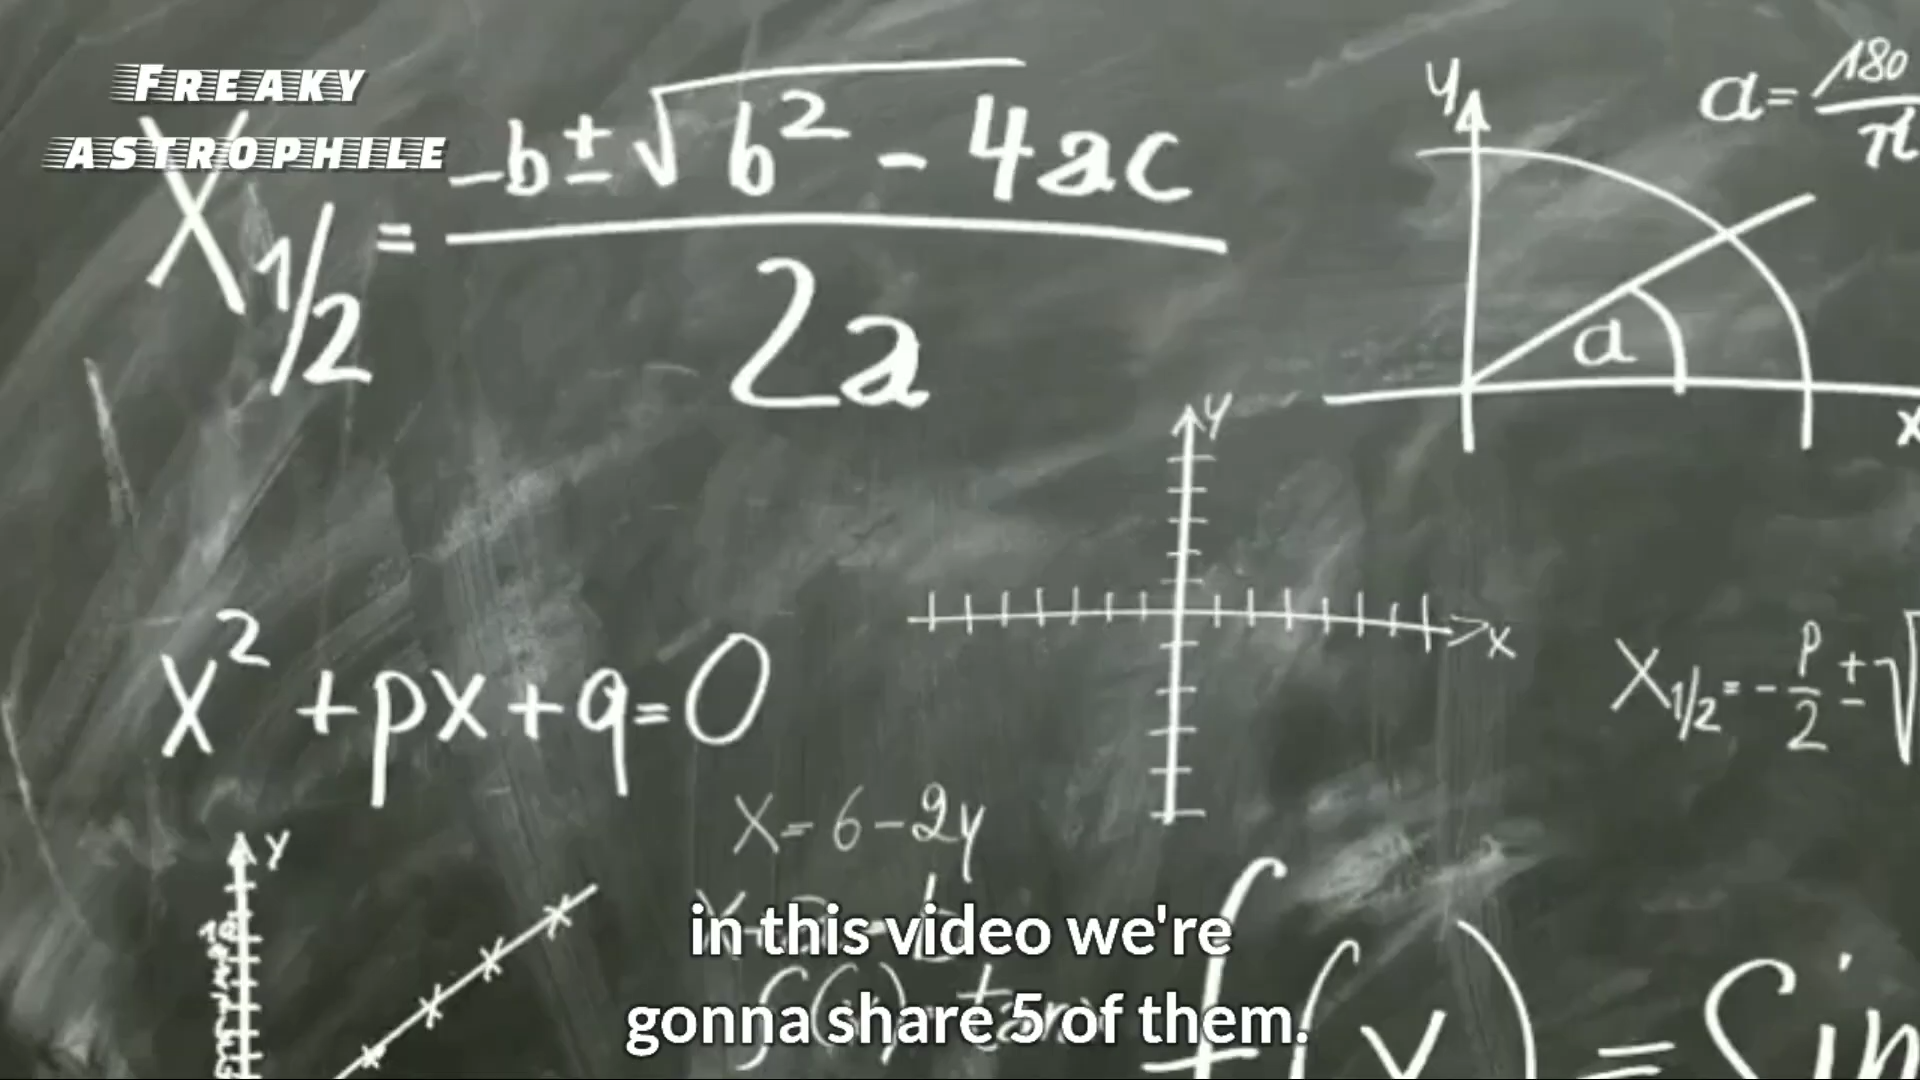 FREAKY
ASTROPHILE
X1/2 = -b±√b² - 4ac / 2a
y
a= 180 / π
a
x
y
x
x² + px + q = 0
X1/2 = - p/2 ± √
x = 6 - 2y
y
in this video we're
gonna share 5 of them.
f(x) = Sin